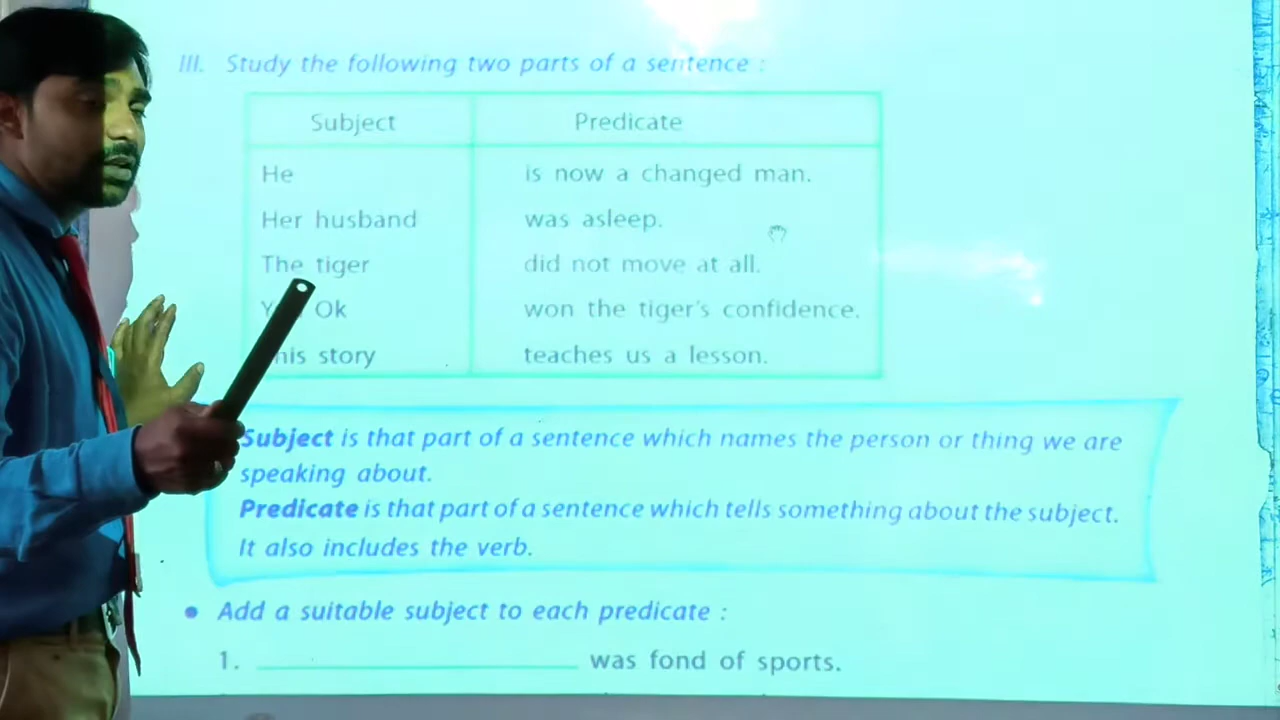 III. Study the following two parts of a sentence :
Subject Predicate
He is now a changed man.
Her husband was asleep.
The tiger did not move at all.
Ok won the tiger's confidence.
story teaches us a lesson.
Subject is that part of a sentence which names the person or thing we are
speaking about.
Predicate is that part of a sentence which tells something about the subject.
It also includes the verb.
• Add a suitable subject to each predicate :
1. ____________________ was fond of sports.